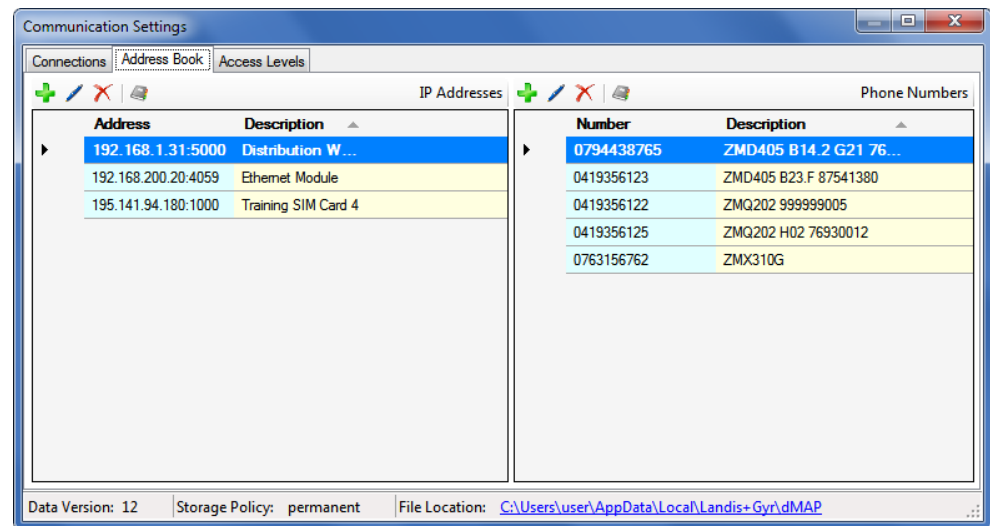 Communication Settings
Connections Address Book Access Levels
IP Addresses
Address Description
192.168.1.31:5000 Distribution W...
192.168.200.20:4059 Ethernet Module
195.141.94.180:1000 Training SIM Card 4
Phone Numbers
Number Description
0794438765 ZMD405 B14.2 G21 76...
0419356123 ZMD405 B23.F 87541380
0419356122 ZMQ202 999999005
0419356125 ZMQ202 H02 76930012
0763156762 ZMX310G
Data Version: 12 Storage Policy: permanent File Location: C:\Users\user\AppData\Local\Landis+Gyr\dMAP